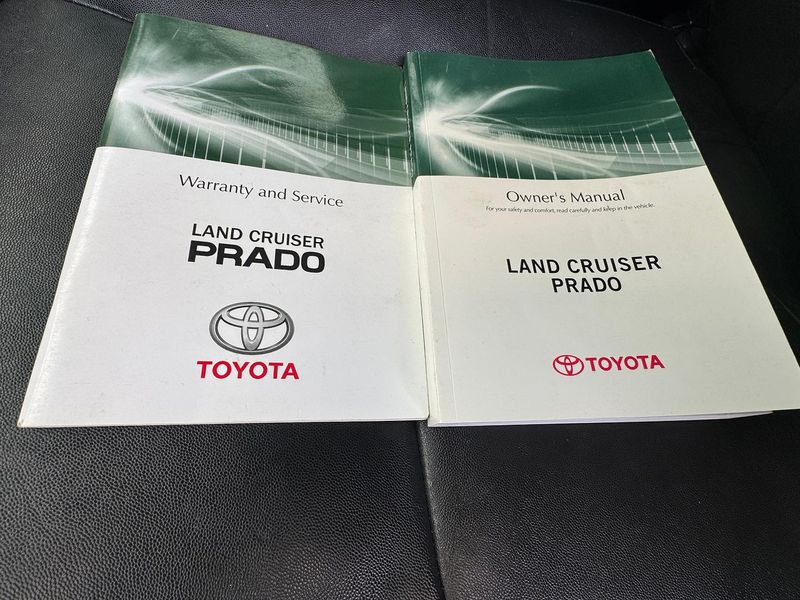 Warranty and Service
LAND CRUISER
PRADO
TOYOTA
Owner's Manual
For your safety and comfort, read carefully and keep in the vehicle.
LAND CRUISER
PRADO
TOYOTA